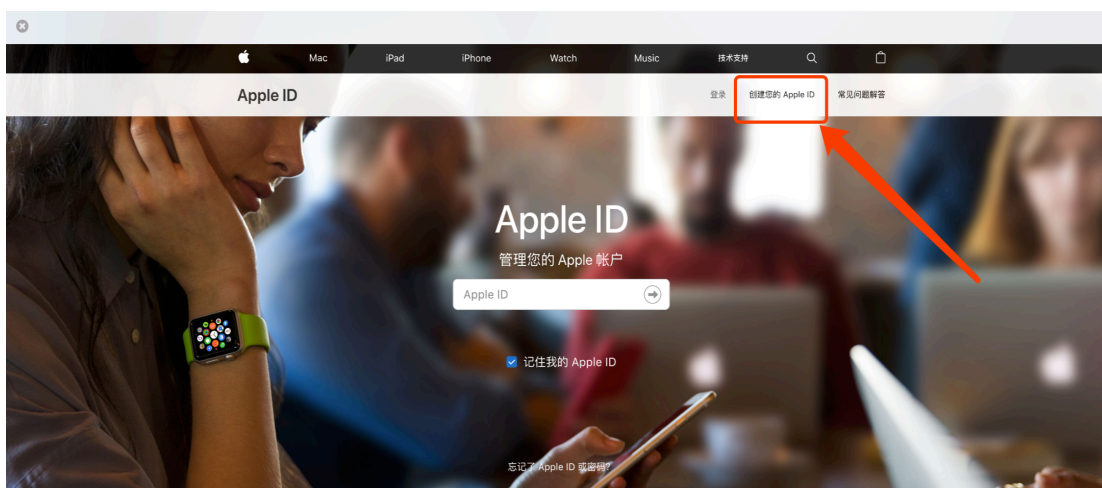 Mac iPad iPhone Watch Music 技术支持
Apple ID 登录 创建您的 Apple ID 常见问题解答
Apple ID
管理您的 Apple 帐户
Apple ID
记住我的 Apple ID
忘记了 Apple ID 或密码?